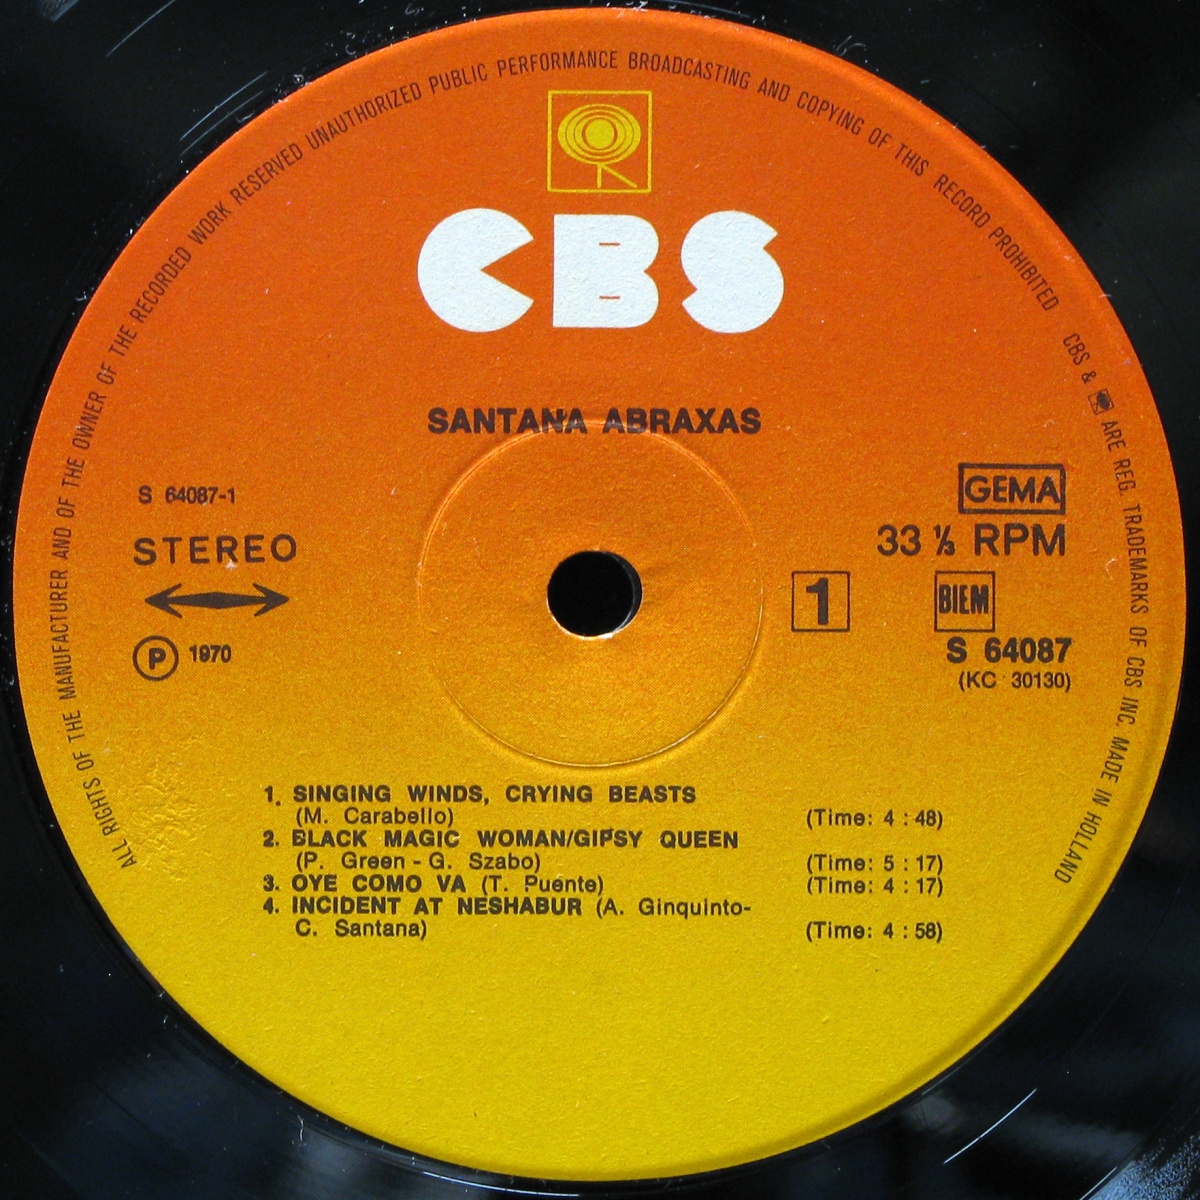 ALL RIGHTS OF THE MANUFACTURER AND OF THE OWNER OF THE RECORDED WORK RESERVED UNAUTHORIZED PUBLIC PERFORMANCE BROADCASTING AND COPYING OF THIS RECORD PROHIBITED CBS & ARE REG. TRADEMARKS OF CBS INC. MADE IN HOLLAND
CBS
SANTANA ABRAXAS
S 64087-1
STEREO
Ⓟ 1970
GEMA
33 ⅓ RPM
1
BIEM
S 64087
(KC 30130)
1. SINGING WINDS, CRYING BEASTS
(M. Carabello) (Time: 4 : 48)
2. BLACK MAGIC WOMAN/GIPSY QUEEN
(P. Green - G. Szabo) (Time: 5 : 17)
3. OYE COMO VA (T. Puente) (Time: 4 : 17)
4. INCIDENT AT NESHABUR (A. Ginquinto-
C. Santana) (Time: 4 : 58)